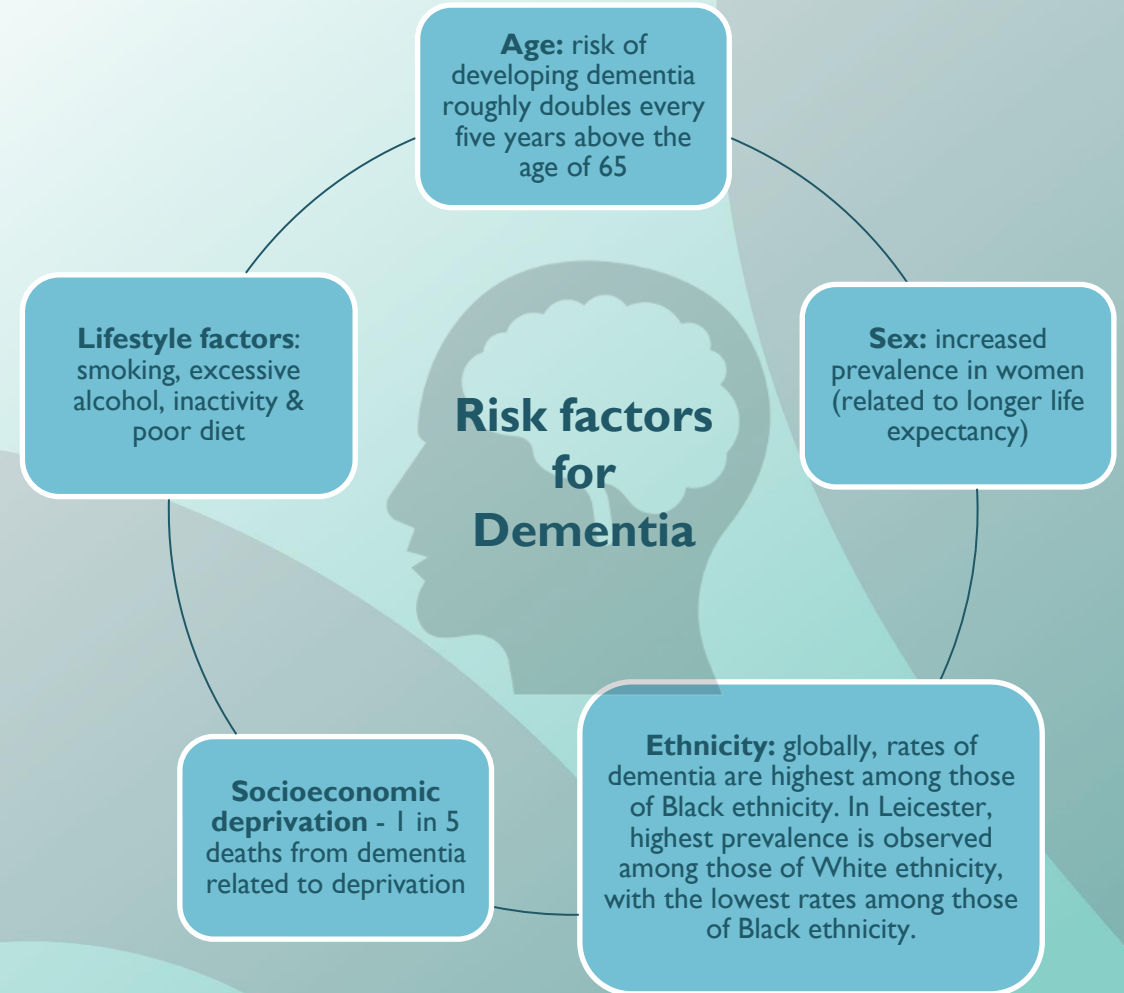 Age: risk of
developing dementia
roughly doubles every
five years above the
age of 65
Lifestyle factors:
smoking, excessive
alcohol, inactivity &
poor diet
Sex: increased
prevalence in women
(related to longer life
expectancy)
Risk factors
for
Dementia
Socioeconomic
deprivation - 1 in 5
deaths from dementia
related to deprivation
Ethnicity: globally, rates of
dementia are highest among those
of Black ethnicity. In Leicester,
highest prevalence is observed
among those of White ethnicity,
with the lowest rates among those
of Black ethnicity.